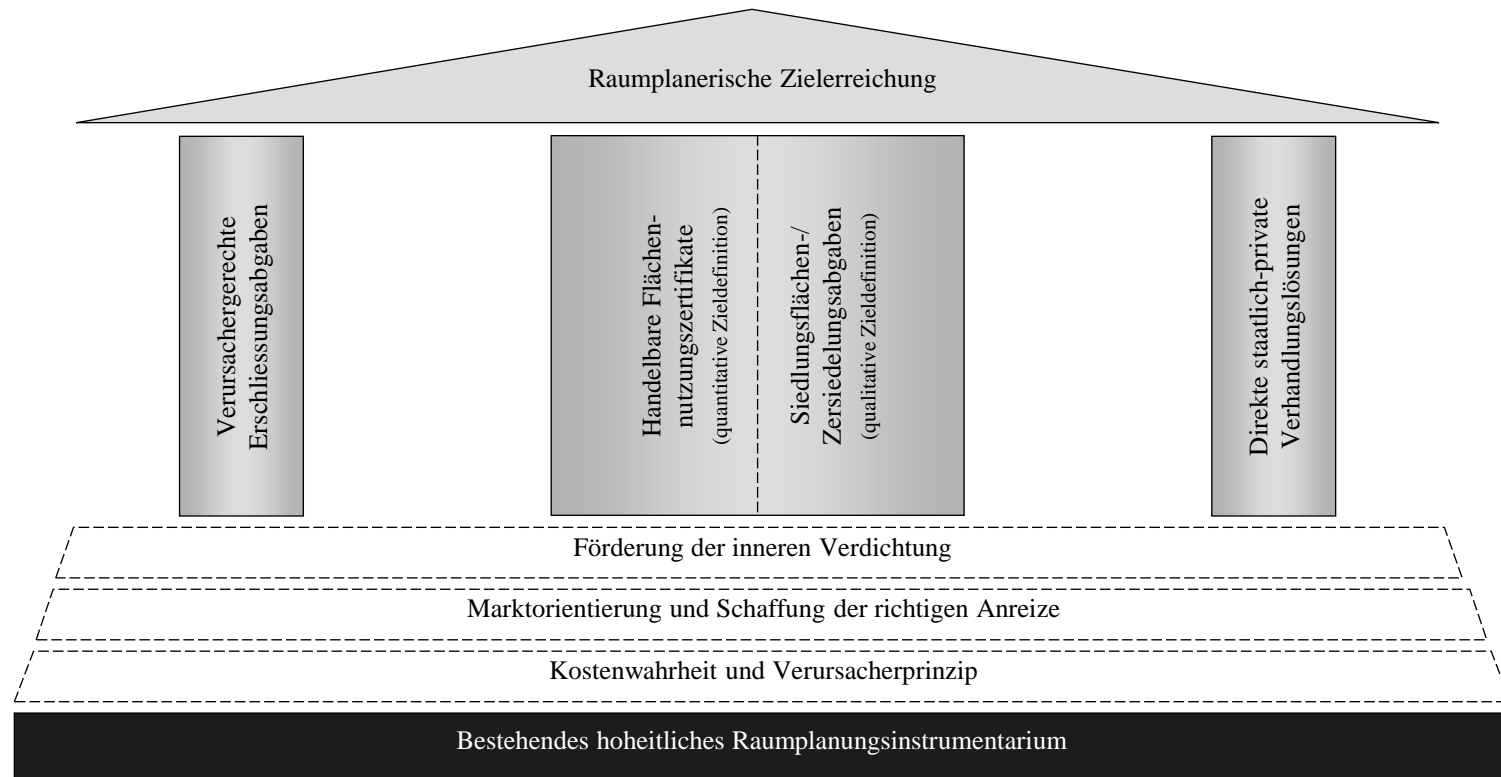 Raumplanerische Zielerreichung
Verursachergerechte
Erschliessungsabgaben
Handelbare Flächen-
nutzungszertifikate
(quantitative Zieldefinition)
Siedlungsflächen-/
Zersiedelungsabgaben
(qualitative Zieldefinition)
Direkte staatlich-private
Verhandlungslösungen
Förderung der inneren Verdichtung
Marktorientierung und Schaffung der richtigen Anreize
Kostenwahrheit und Verursacherprinzip
Bestehendes hoheitliches Raumplanungsinstrumentarium